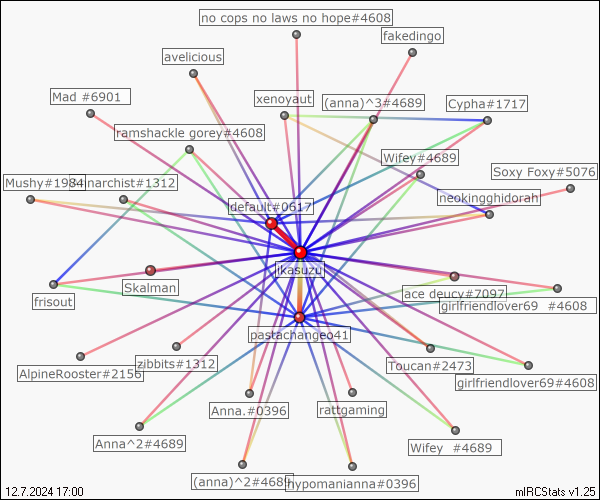 no cops no laws no hope#4608
fakedingo
avelicious
Mad #6901
xenoyaut
(anna)^3#4689
Cypha#1717
ramshackle gorey#4608
Wifey#4689
Soxy Foxy#5076
Mushy#1984
neokingghidorah
default#0617
ikasuzu
Skalman.
ace deucy#7097
frisout
girlfriendlover69 #4608
pastachangeo41
zibbits#1312
Toucan#2473
AlpineRooster#2156
girlfriendlover69#4608
Anna.#0396
rattgaming
Anna^2#4689
Wifey #4689
(anna)^2#4689
hypomanianna#0396
12.7.2024 17:00
mIRCStats v1.25